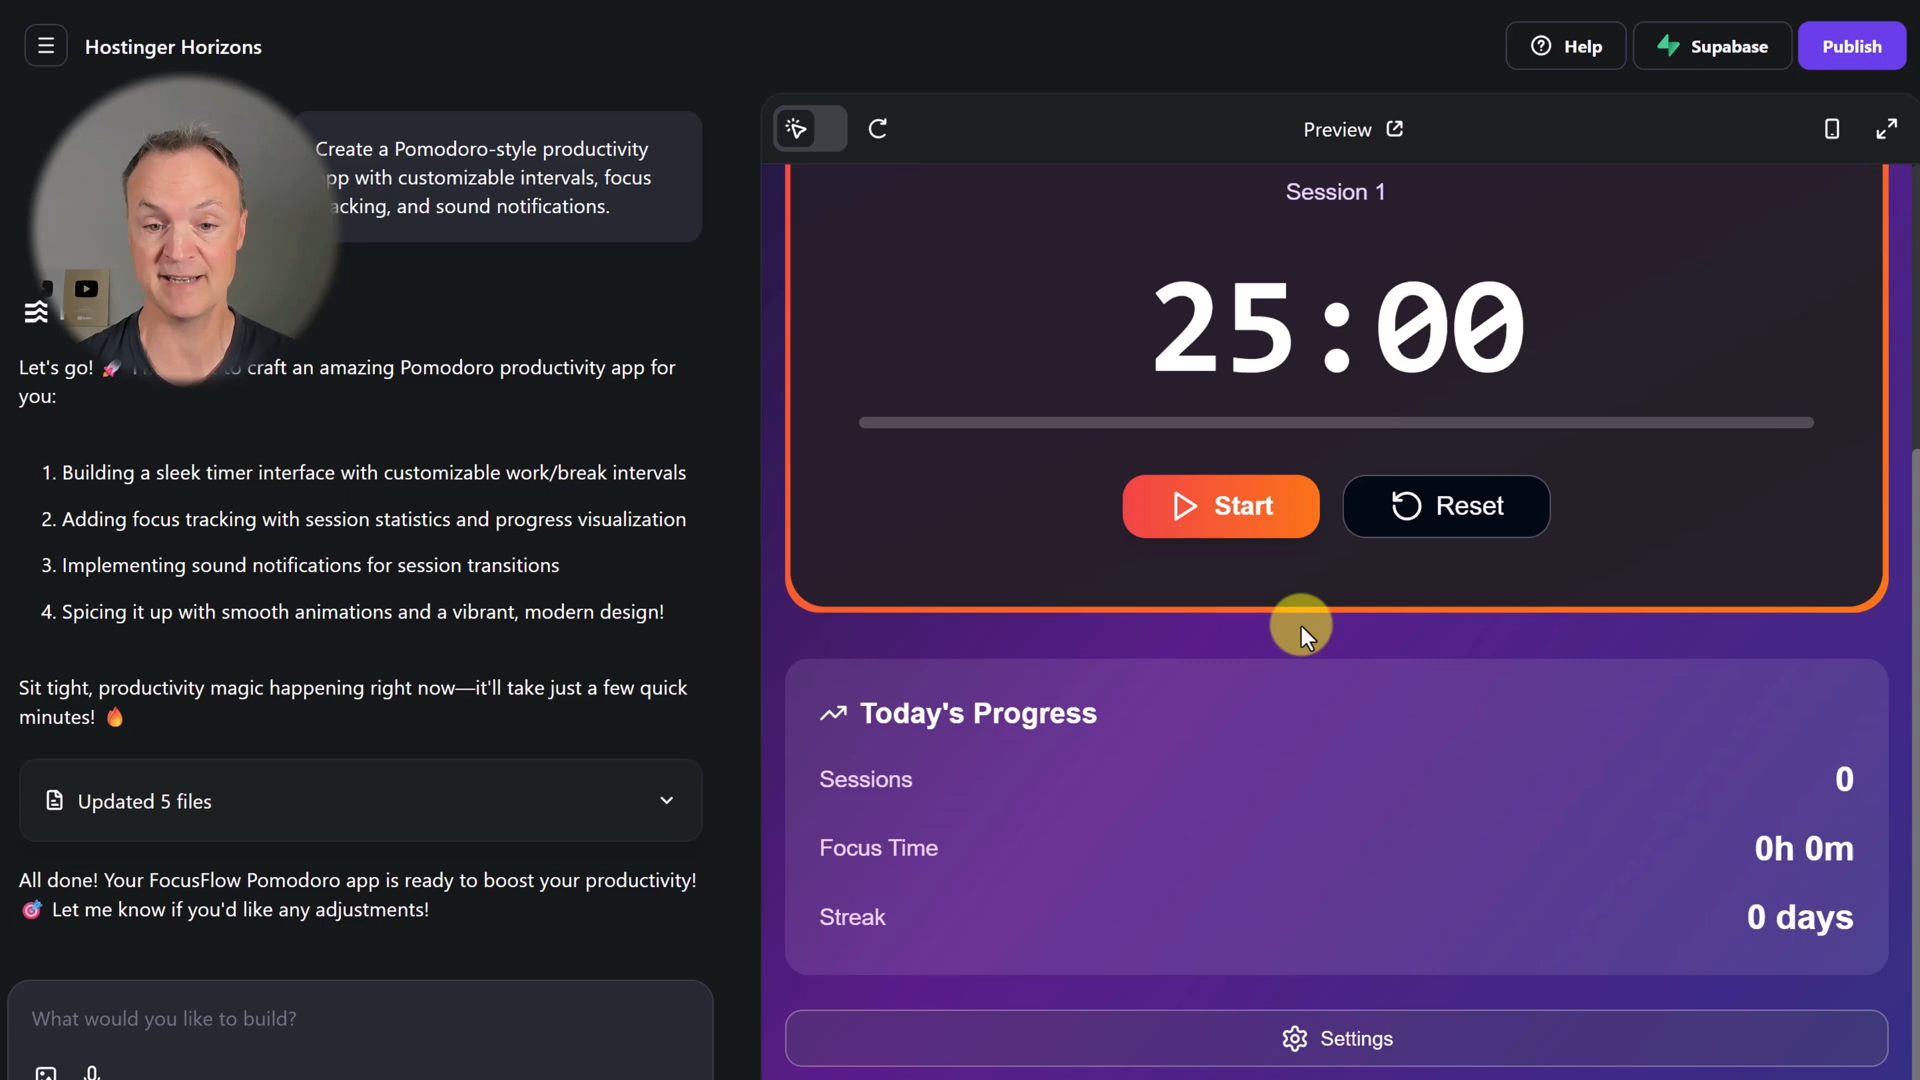 Hostinger Horizons
Help
Supabase
Publish
Create a Pomodoro-style productivity
pp with customizable intervals, focus
acking, and sound notifications.
Let's go! 🚀
craft an amazing Pomodoro productivity app for
you:
1. Building a sleek timer interface with customizable work/break intervals
2. Adding focus tracking with session statistics and progress visualization
3. Implementing sound notifications for session transitions
4. Spicing it up with smooth animations and a vibrant, modern design!
Sit tight, productivity magic happening right now—it'll take just a few quick
minutes! 🔥
Updated 5 files
All done! Your FocusFlow Pomodoro app is ready to boost your productivity!
🎯 Let me know if you'd like any adjustments!
What would you like to build?
Preview
Session 1
25:00
Start
Reset
Today's Progress
Sessions
0
Focus Time
0h 0m
Streak
0 days
Settings